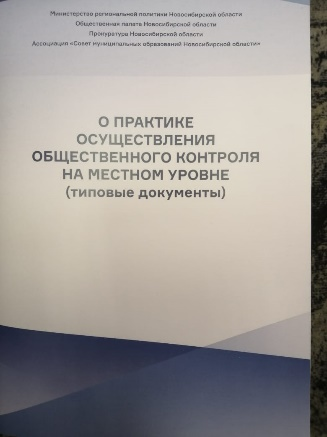 Министерство региональной политики Новосибирской области
Общественная палата Новосибирской области
Прокуратура Новосибирской области
Ассоциация «Совет муниципальных образований Новосибирской области»
О ПРАКТИКЕ
ОСУЩЕСТВЛЕНИЯ
ОБЩЕСТВЕННОГО КОНТРОЛЯ
НА МЕСТНОМ УРОВНЕ
(типовые документы)